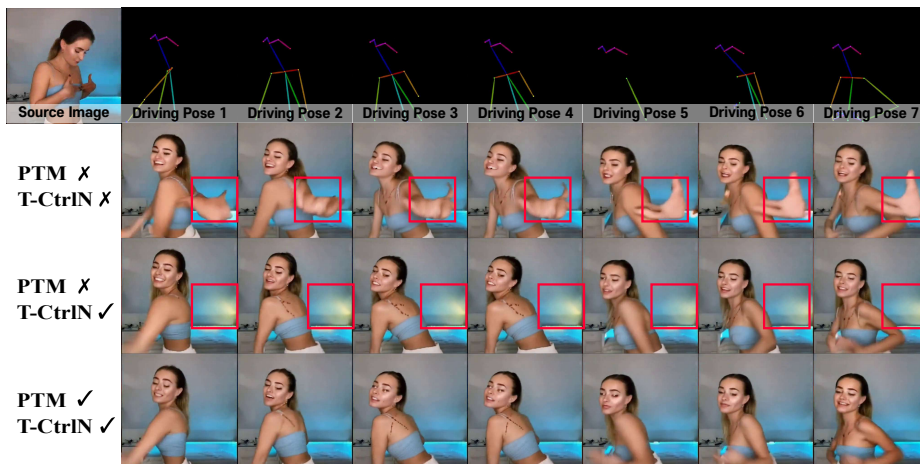 Source Image Driving Pose 1 Driving Pose 2 Driving Pose 3 Driving Pose 4 Driving Pose 5 Driving Pose 6 Driving Pose 7
PTM ✗
T-CtrlN ✗
PTM ✗
T-CtrlN ✓
PTM ✓
T-CtrlN ✓